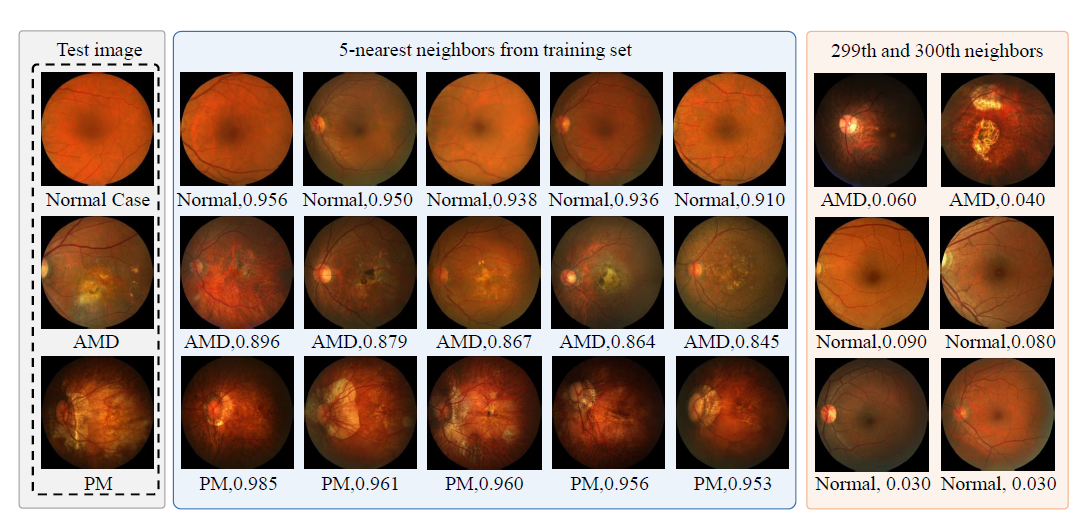 Test image
5-nearest neighbors from training set
299th and 300th neighbors
Normal Case
Normal,0.956
Normal,0.950
Normal,0.938
Normal,0.936
Normal,0.910
AMD,0.060
AMD,0.040
AMD
AMD,0.896
AMD,0.879
AMD,0.867
AMD,0.864
AMD,0.845
Normal,0.090
Normal,0.080
PM
PM,0.985
PM,0.961
PM,0.960
PM,0.956
PM,0.953
Normal, 0.030
Normal, 0.030